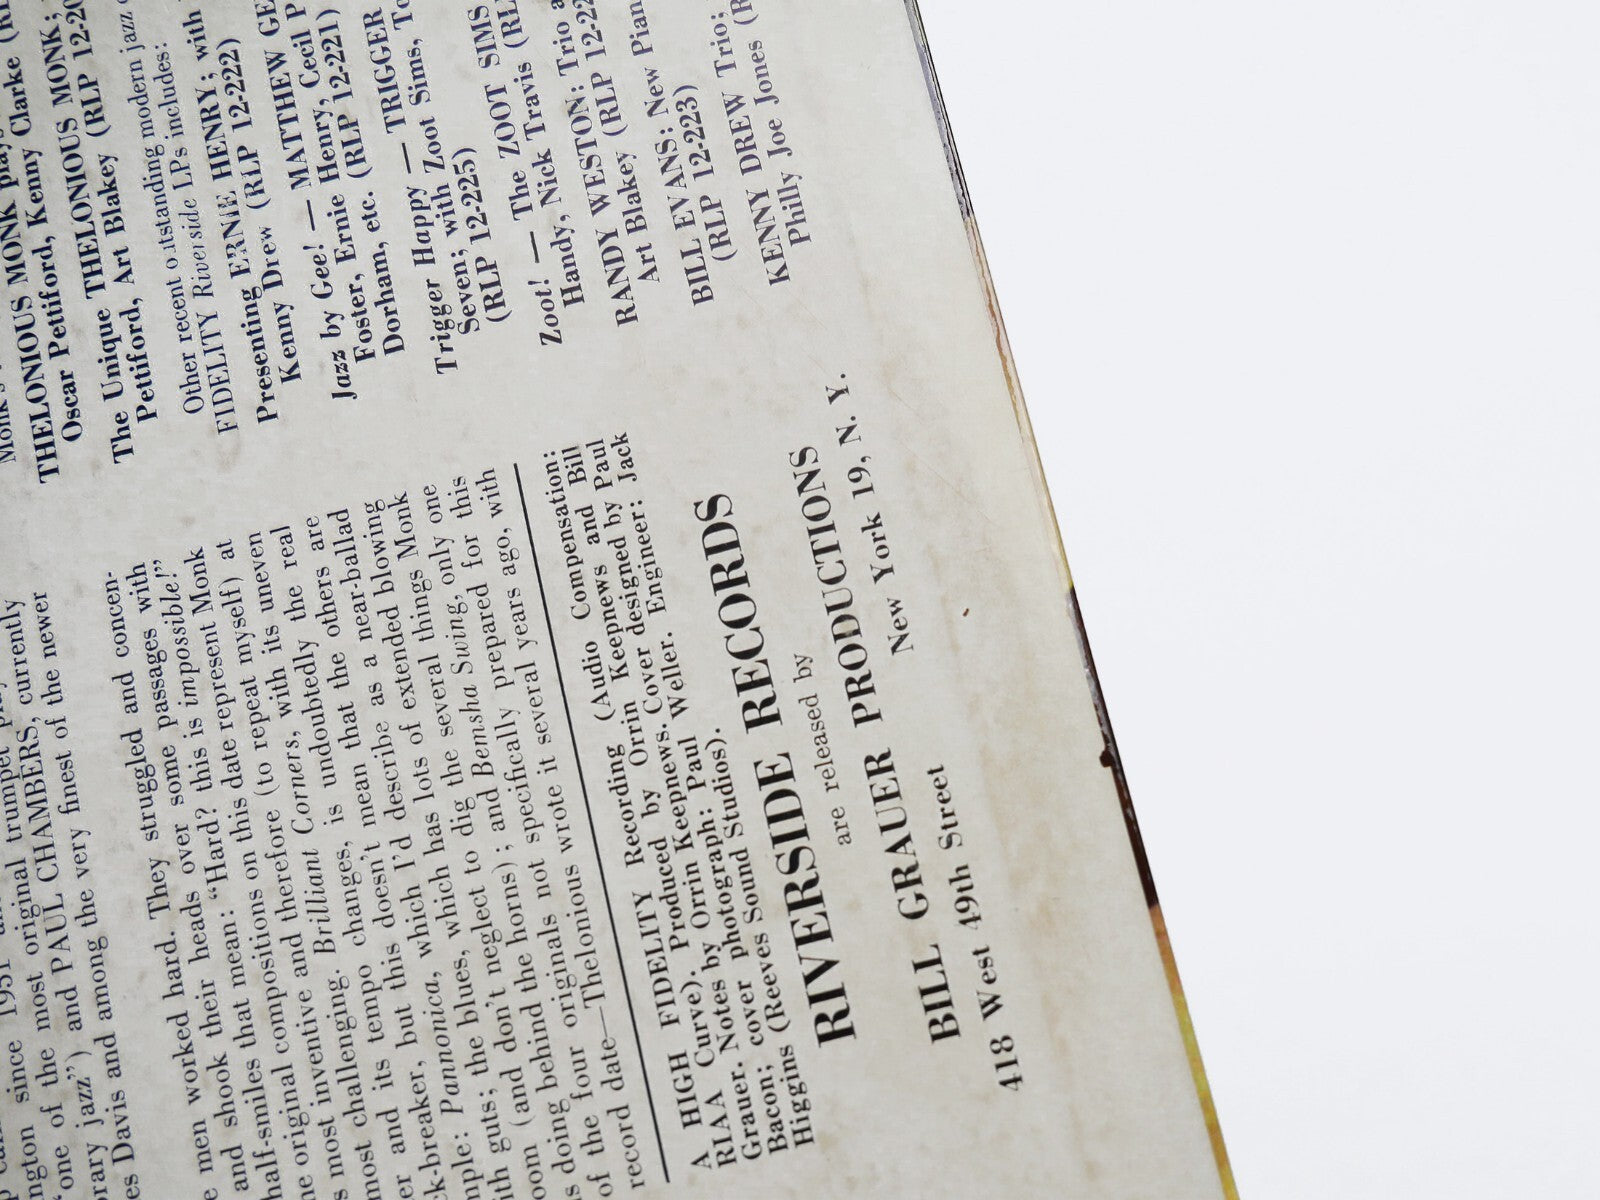 ington since 1951
"one of the most original trumpet
orary jazz") and PAUL CHAMBERS, currently
es Davis and among the very finest of the newer
men worked hard. They struggled and concen-
and shook their heads over some passages with
half-smiles that mean: "Hard? this is impossible!"
original compositions on this date represent Monk
most inventive and therefore (to repeat myself) at
most challenging. Brilliant Corners, with its uneven
and its tempo changes, is undoubtedly the real
ck-breaker, but this doesn't mean that the others are
mple: Pannonica, which I'd describe as a near-ballad
ith guts; the blues, which has lots of extended blowing
oom (and don't neglect to dig the several things Monk
s doing behind the horns); and Bemsha Swing, only one
of the four originals not specifically prepared for this
record date—Thelonious wrote it several years ago, with
A HIGH FIDELITY Recording (Audio Compensation:
RIAA Curve). Produced by Orrin Keepnews and Bill
Grauer. Notes by Orrin Keepnews. Cover designed by Paul
Bacon; cover photograph: Paul Weller. Engineer: Jack
Higgins (Reeves Sound Studios).
RIVERSIDE RECORDS
are released by
BILL GRAUER PRODUCTIONS
418 West 49th Street New York 19, N. Y.
THELONIOUS MONK plays
Oscar Pettiford, Kenny Clarke
The Unique THELONIOUS MONK;
Pettiford, Art Blakey (RLP 12-20
Other recent outstanding modern jazz
FIDELITY Riverside LPs includes:
Presenting ERNIE HENRY; with
Kenny Drew (RLP 12-222)
Jazz by Gee! — MATTHEW GE
Foster, Ernie Henry, Cecil P
Dorham, etc. (RLP 12-221)
Trigger Happy — TRIGGER
Seven; with Zoot Sims, To
(RLP 12-225)
Zoot! — The ZOOT SIMS
Handy, Nick Travis (RL
RANDY WESTON: Trio a
Art Blakey (RLP 12-22
BILL EVANS: New Pian
(RLP 12-223)
KENNY DREW Trio;
Philly Joe Jones (R